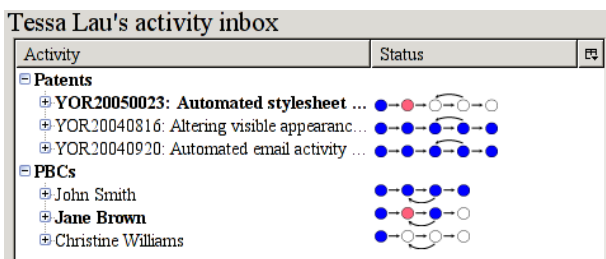 Tessa Lau's activity inbox
Activity Status
Patents
YOR20050023: Automated stylesheet ...
YOR20040816: Altering visible appearanc...
YOR20040920: Automated email activity ...
PBCs
John Smith
Jane Brown
Christine Williams